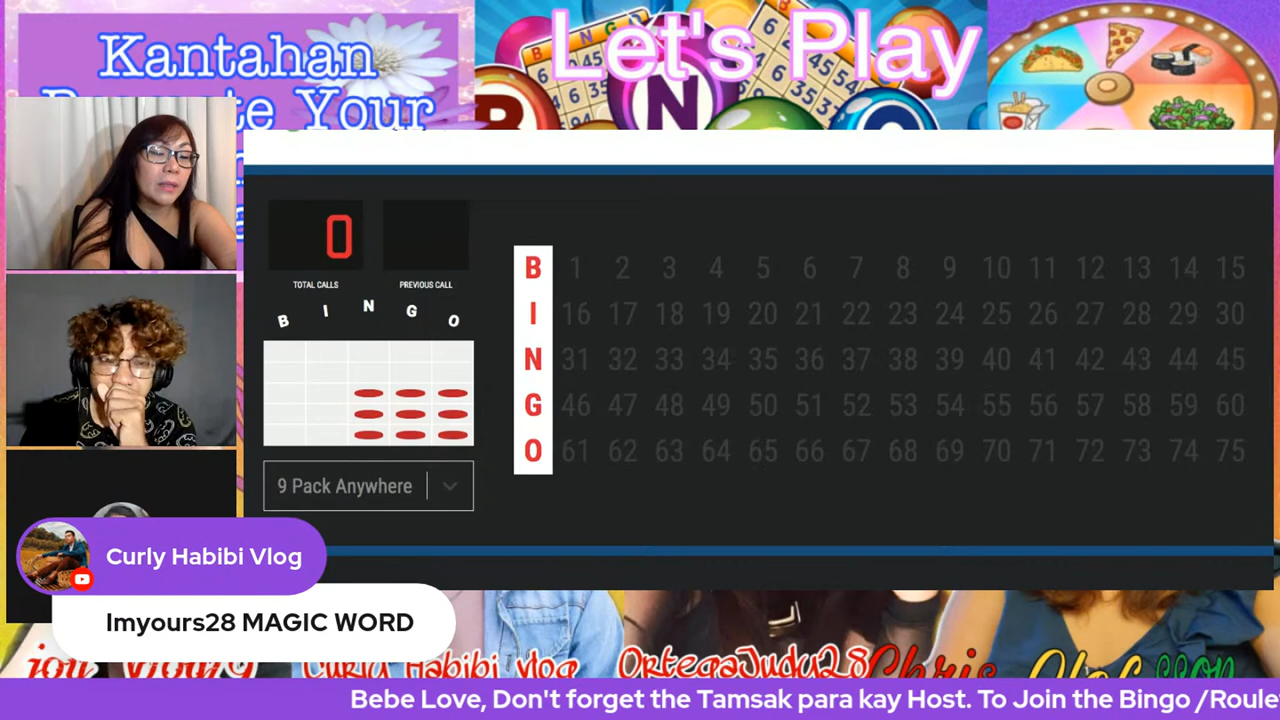 Kantahan
te Your
Let's Play
B I N G O
N
0
TOTAL CALLS
PREVIOUS CALL
B I N G O
9 Pack Anywhere
B 1 2 3 4 5 6 7 8 9 10 11 12 13 14 15
I 16 17 18 19 20 21 22 23 24 25 26 27 28 29 30
N 31 32 33 34 35 36 37 38 39 40 41 42 43 44 45
G 46 47 48 49 50 51 52 53 54 55 56 57 58 59 60
O 61 62 63 64 65 66 67 68 69 70 71 72 73 74 75
Curly Habibi Vlog
Imyours28 MAGIC WORD
Curly Habibi vlog
OrtegaJudy28
Chris
Bebe Love, Don't forget the Tamsak para kay Host. To Join the Bingo /Roule